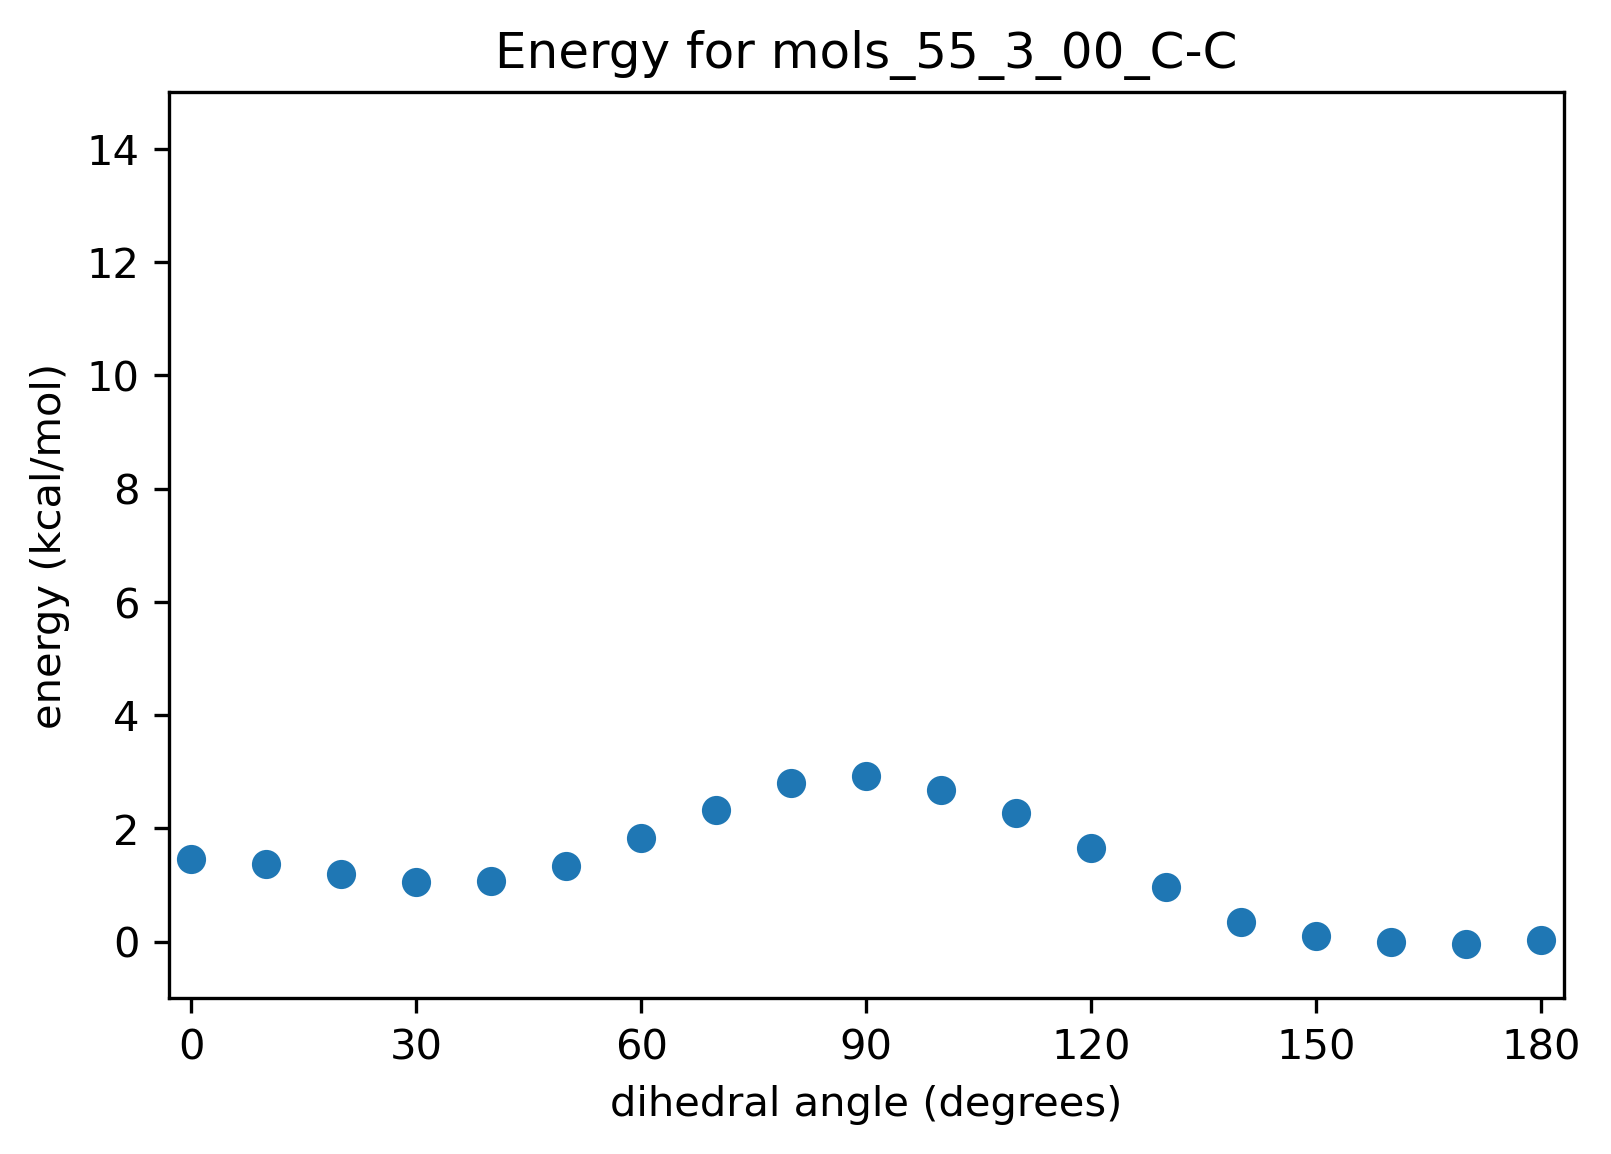 Energy for mols_55_3_00_C-C
14
12
10
8
6
4
2
0
energy (kcal/mol)
0 30 60 90 120 150 180
dihedral angle (degrees)